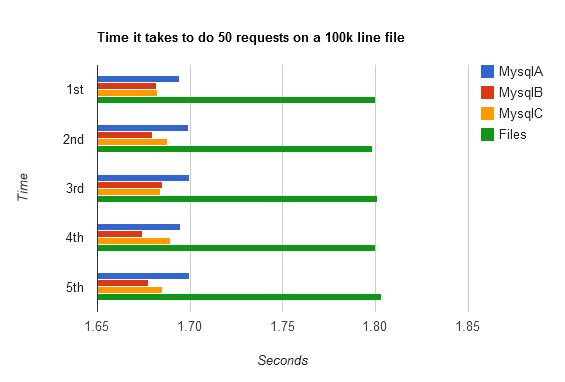 Time it takes to do 50 requests on a 100k line file
MysqlA
MysqlB
MysqlC
Files
Time
1st
2nd
3rd
4th
5th
1.65 1.70 1.75 1.80 1.85
Seconds